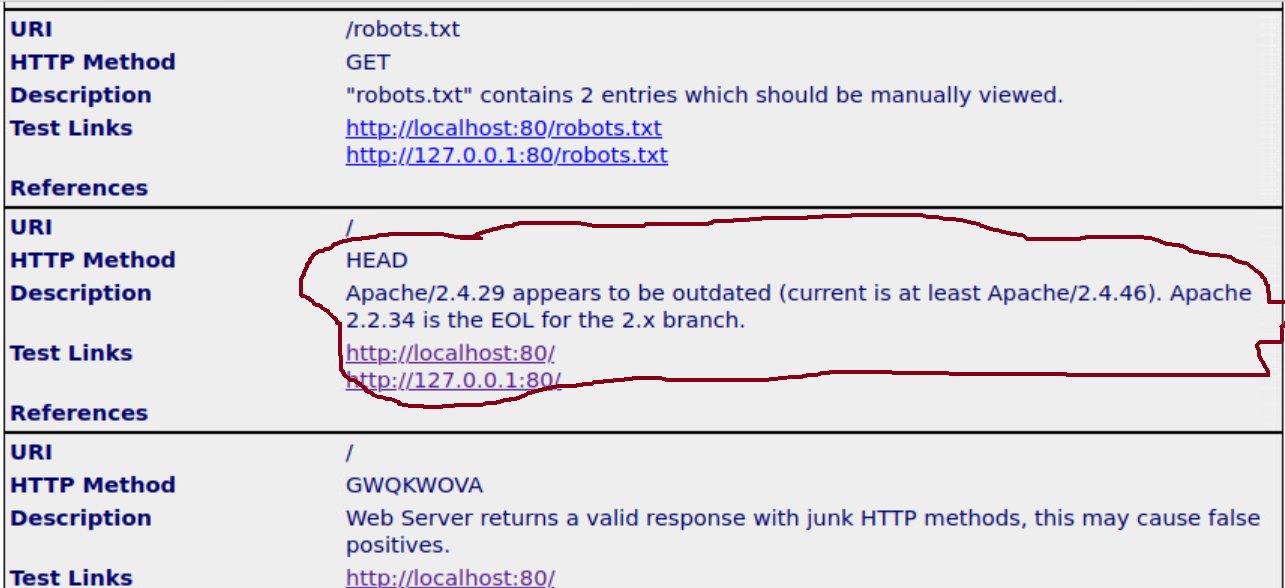 URI /robots.txt
HTTP Method GET
Description "robots.txt" contains 2 entries which should be manually viewed.
Test Links http://localhost:80/robots.txt
http://127.0.0.1:80/robots.txt
References
URI /
HTTP Method HEAD
Description Apache/2.4.29 appears to be outdated (current is at least Apache/2.4.46). Apache
2.2.34 is the EOL for the 2.x branch.
Test Links http://localhost:80/
http://127.0.0.1:80/
References
URI /
HTTP Method GWQKWOVA
Description Web Server returns a valid response with junk HTTP methods, this may cause false
positives.
Test Links http://localhost:80/